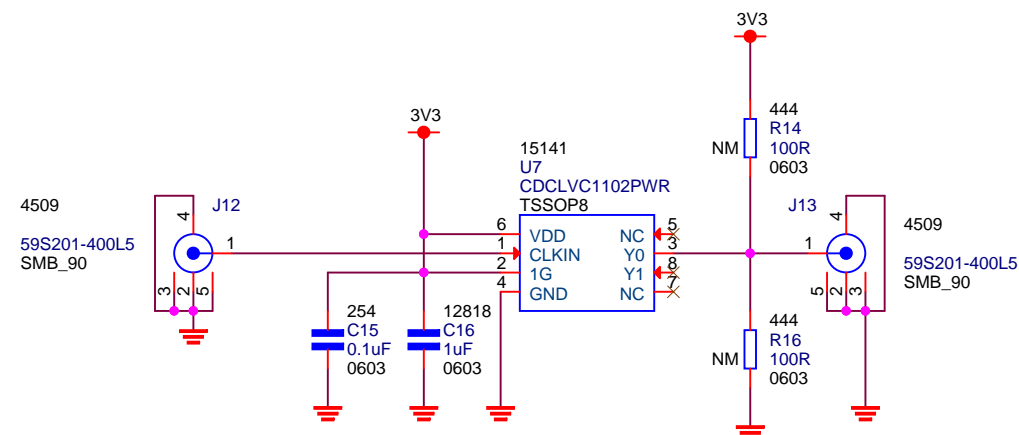 3V3
444
R14
NM
100R
0603
3V3
15141
U7
CDCLVC1102PWR
TSSOP8
4509
J12
59S201-400L5
SMB_90
4
1
3
2
5
6
1
2
4
VDD
CLKIN
1G
GND
NC
Y0
Y1
NC
5
3
8
7
J13
4509
59S201-400L5
SMB_90
4
1
5
2
3
254
C15
0.1uF
0603
12818
C16
1uF
0603
444
R16
NM
100R
0603